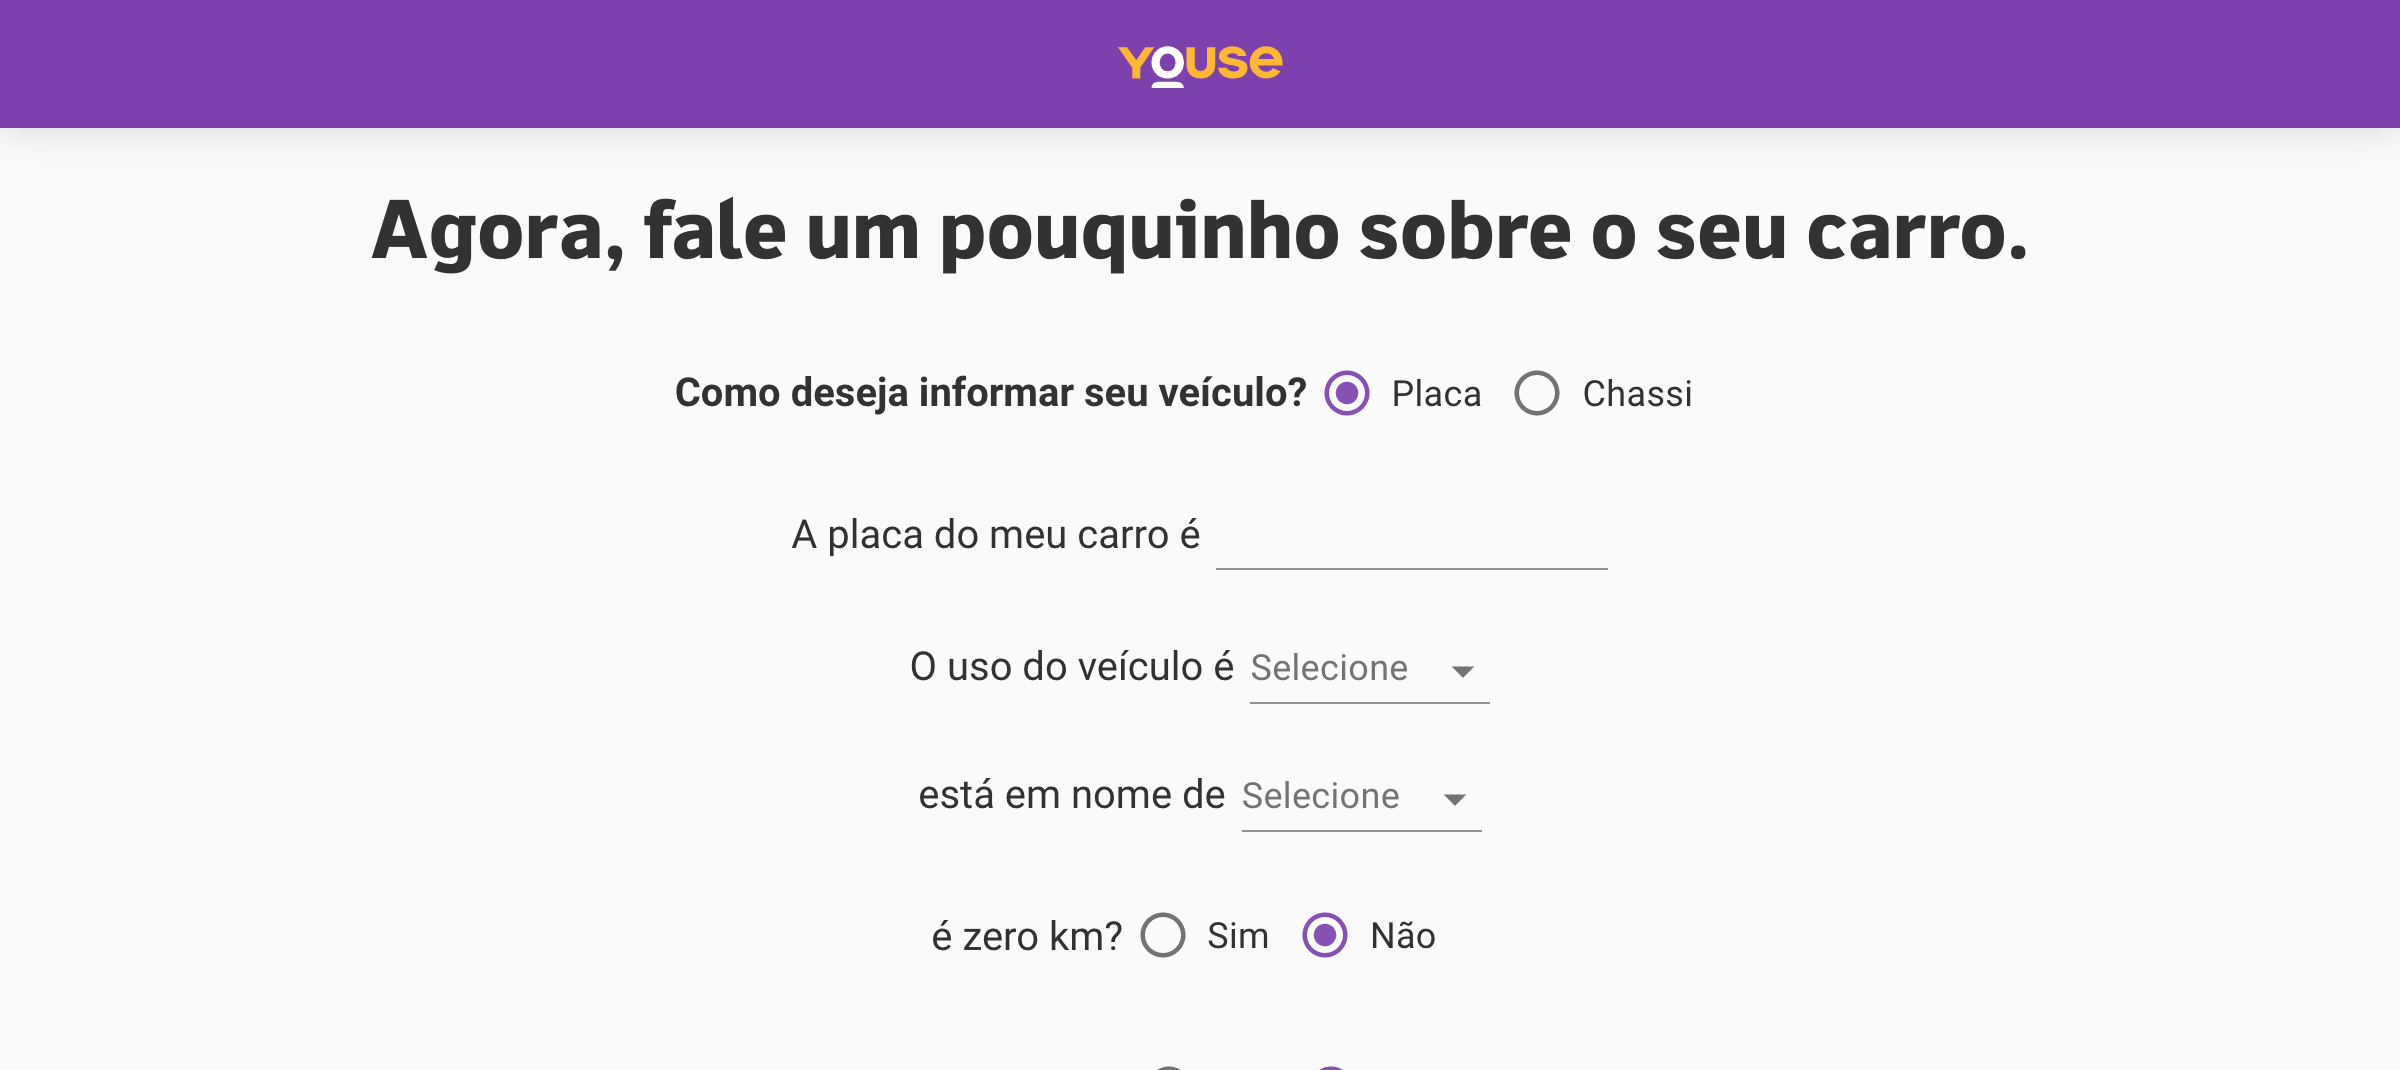 YOUSE
Agora, fale um pouquinho sobre o seu carro.
Como deseja informar seu veículo? Placa Chassi
A placa do meu carro é
O uso do veículo é Selecione
está em nome de Selecione
é zero km? Sim Não